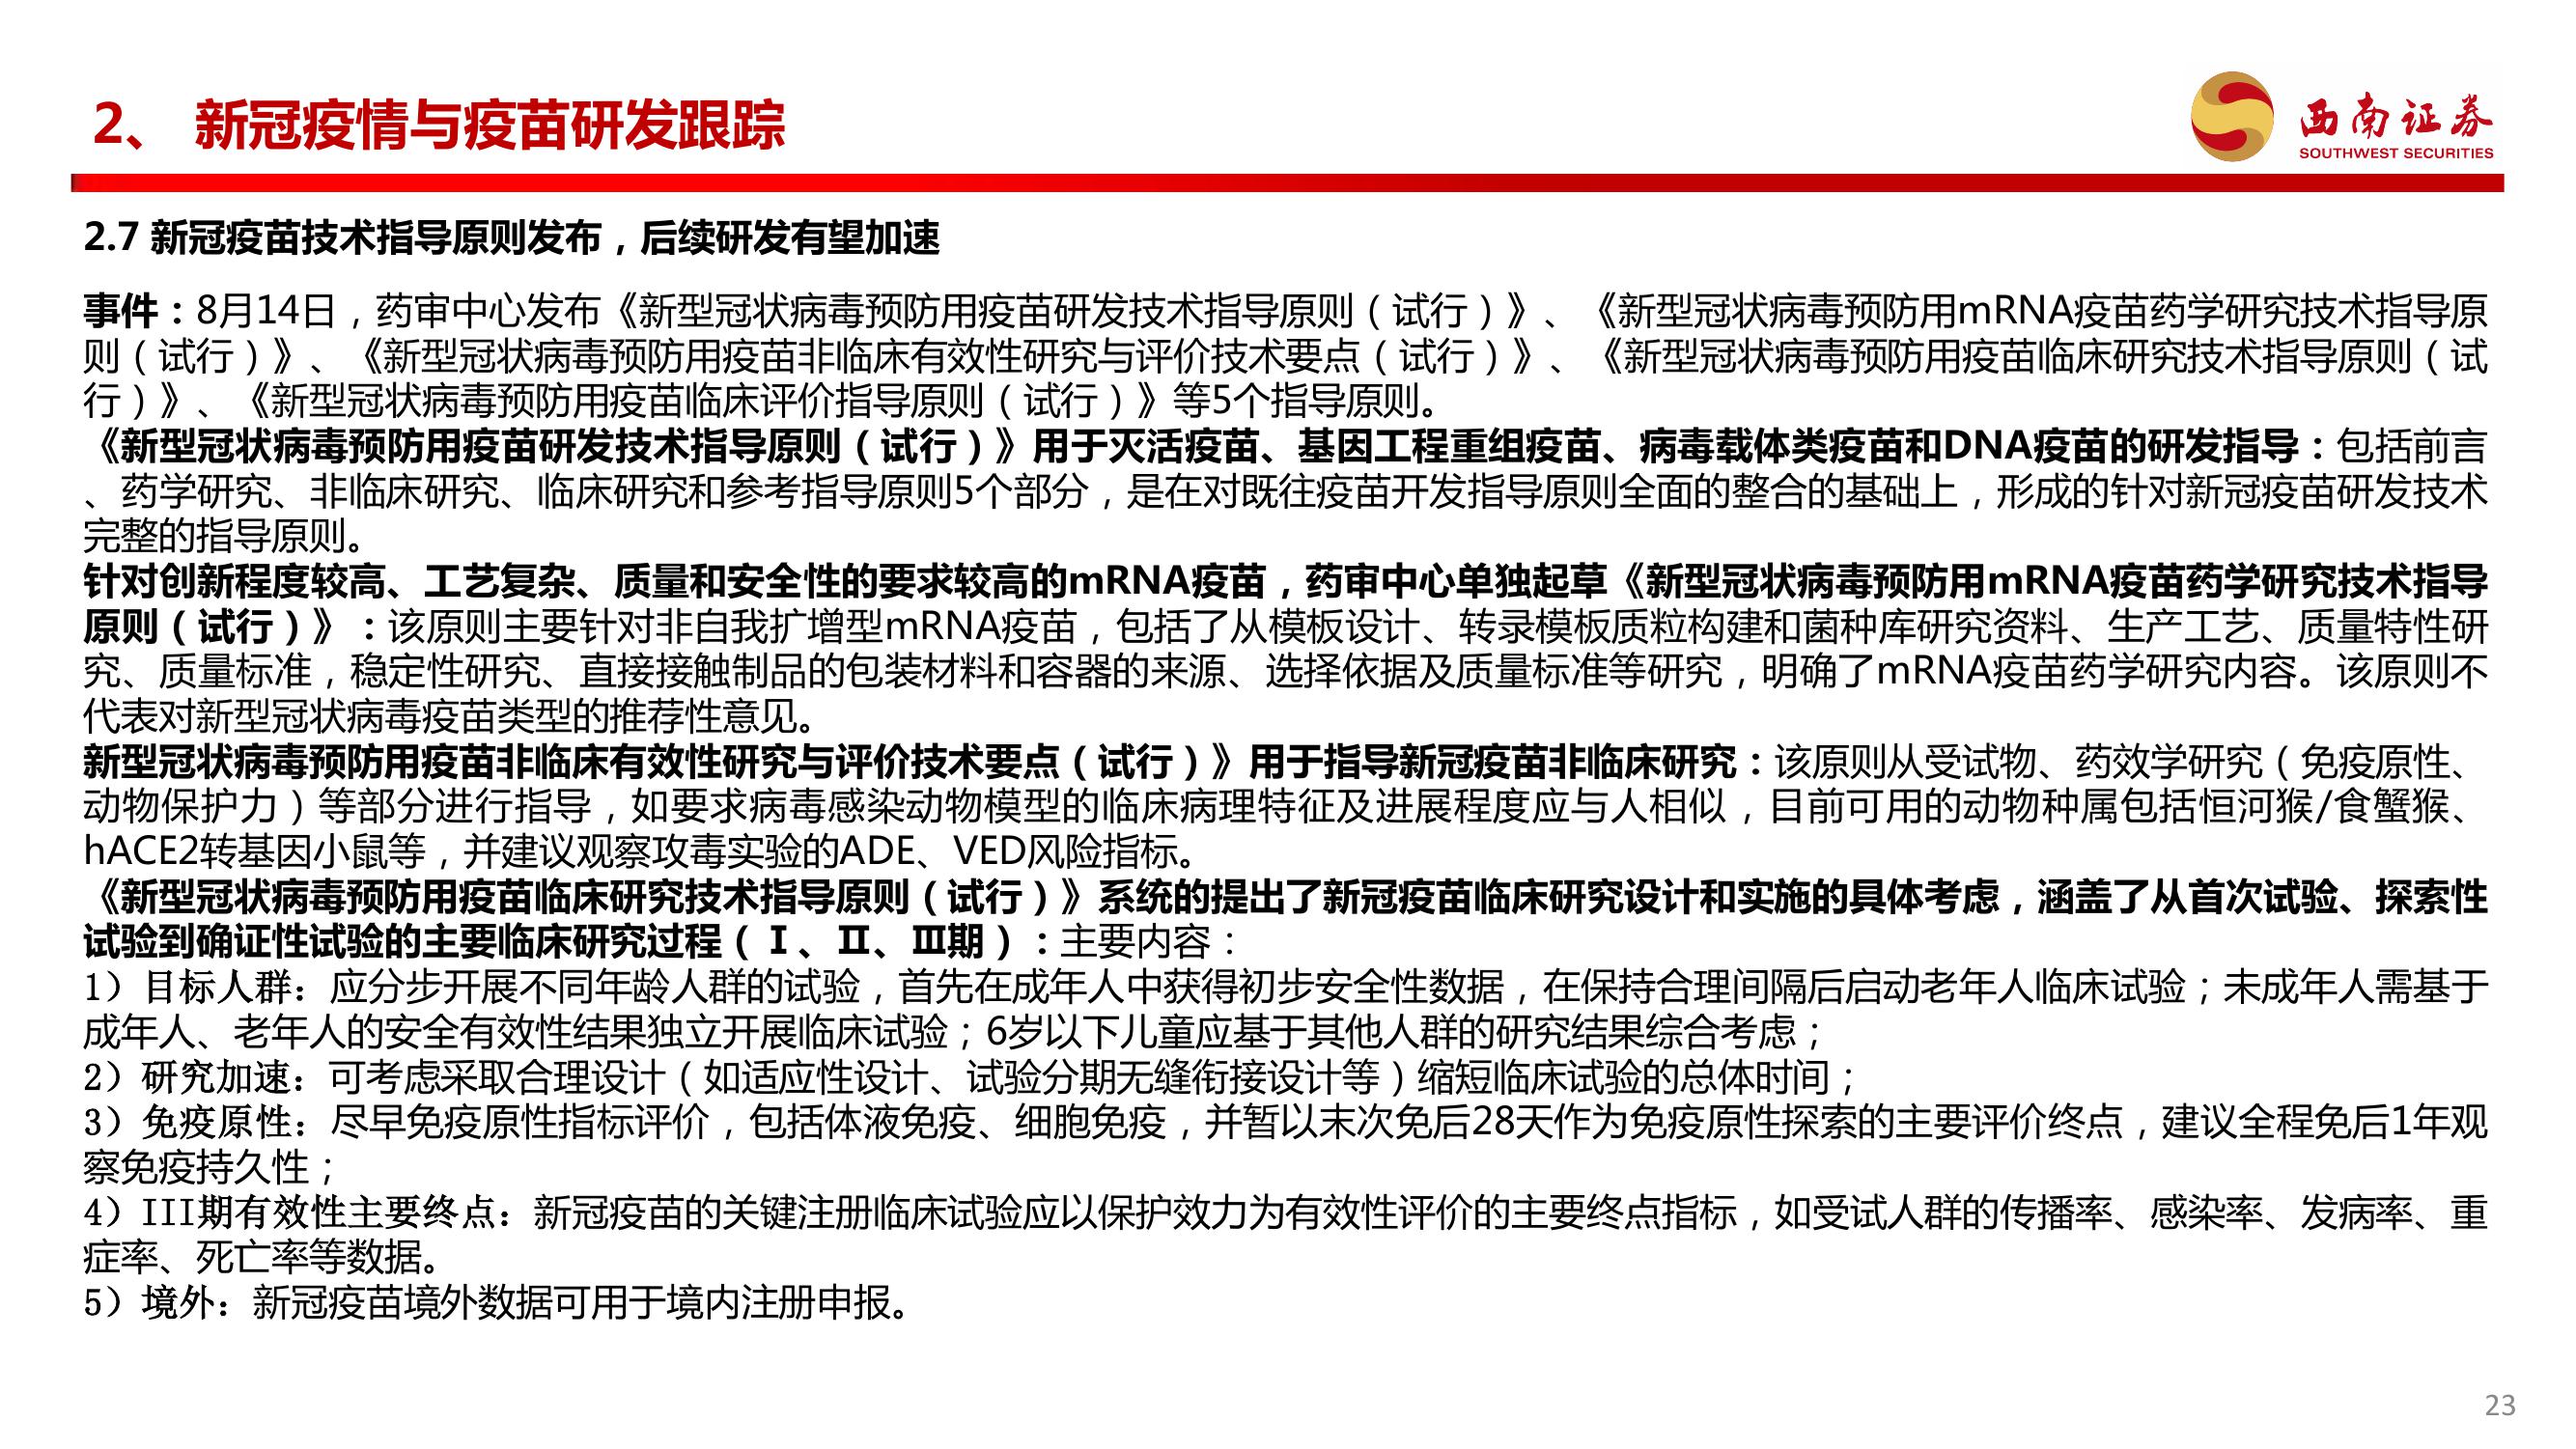 2、 新冠疫情与疫苗研发跟踪
西南证券
SOUTHWEST SECURITIES
2.7 新冠疫苗技术指导原则发布，后续研发有望加速
事件：8月14日，药审中心发布《新型冠状病毒预防用疫苗研发技术指导原则（试行）》、《新型冠状病毒预防用mRNA疫苗药学研究技术指导原
则（试行）》、《新型冠状病毒预防用疫苗非临床有效性研究与评价技术要点（试行）》、《新型冠状病毒预防用疫苗临床研究技术指导原则（试
行）》、《新型冠状病毒预防用疫苗临床评价指导原则（试行）》等5个指导原则。
《新型冠状病毒预防用疫苗研发技术指导原则（试行）》用于灭活疫苗、基因工程重组疫苗、病毒载体类疫苗和DNA疫苗的研发指导：包括前言
、药学研究、非临床研究、临床研究和参考指导原则5个部分，是在对既往疫苗开发指导原则全面的整合的基础上，形成的针对新冠疫苗研发技术
完整的指导原则。
针对创新程度较高、工艺复杂、质量和安全性的要求较高的mRNA疫苗，药审中心单独起草《新型冠状病毒预防用mRNA疫苗药学研究技术指导
原则（试行）》：该原则主要针对非自我扩增型mRNA疫苗，包括了从模板设计、转录模板质粒构建和菌种库研究资料、生产工艺、质量特性研
究、质量标准，稳定性研究、直接接触制品的包装材料和容器的来源、选择依据及质量标准等研究，明确了mRNA疫苗药学研究内容。该原则不
代表对新型冠状病毒疫苗类型的推荐性意见。
新型冠状病毒预防用疫苗非临床有效性研究与评价技术要点（试行）》用于指导新冠疫苗非临床研究：该原则从受试物、药效学研究（免疫原性、
动物保护力）等部分进行指导，如要求病毒感染动物模型的临床病理特征及进展程度应与人相似，目前可用的动物种属包括恒河猴/食蟹猴、
hACE2转基因小鼠等，并建议观察攻毒实验的ADE、VED风险指标。
《新型冠状病毒预防用疫苗临床研究技术指导原则（试行）》系统的提出了新冠疫苗临床研究设计和实施的具体考虑，涵盖了从首次试验、探索性
试验到确证性试验的主要临床研究过程（Ⅰ、Ⅱ、Ⅲ期）：主要内容：
1）目标人群：应分步开展不同年龄人群的试验，首先在成年人中获得初步安全性数据，在保持合理间隔后启动老年人临床试验；未成年人需基于
成年人、老年人的安全有效性结果独立开展临床试验；6岁以下儿童应基于其他人群的研究结果综合考虑；
2）研究加速：可考虑采取合理设计（如适应性设计、试验分期无缝衔接设计等）缩短临床试验的总体时间；
3）免疫原性：尽早免疫原性指标评价，包括体液免疫、细胞免疫，并暂以末次免后28天作为免疫原性探索的主要评价终点，建议全程免后1年观
察免疫持久性；
4）III期有效性主要终点：新冠疫苗的关键注册临床试验应以保护效力为有效性评价的主要终点指标，如受试人群的传播率、感染率、发病率、重
症率、死亡率等数据。
5）境外：新冠疫苗境外数据可用于境内注册申报。
23